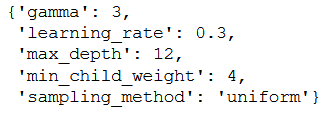 {'gamma': 3,
'learning_rate': 0.3,
'max_depth': 12,
'min_child_weight': 4,
'sampling_method': 'uniform'}